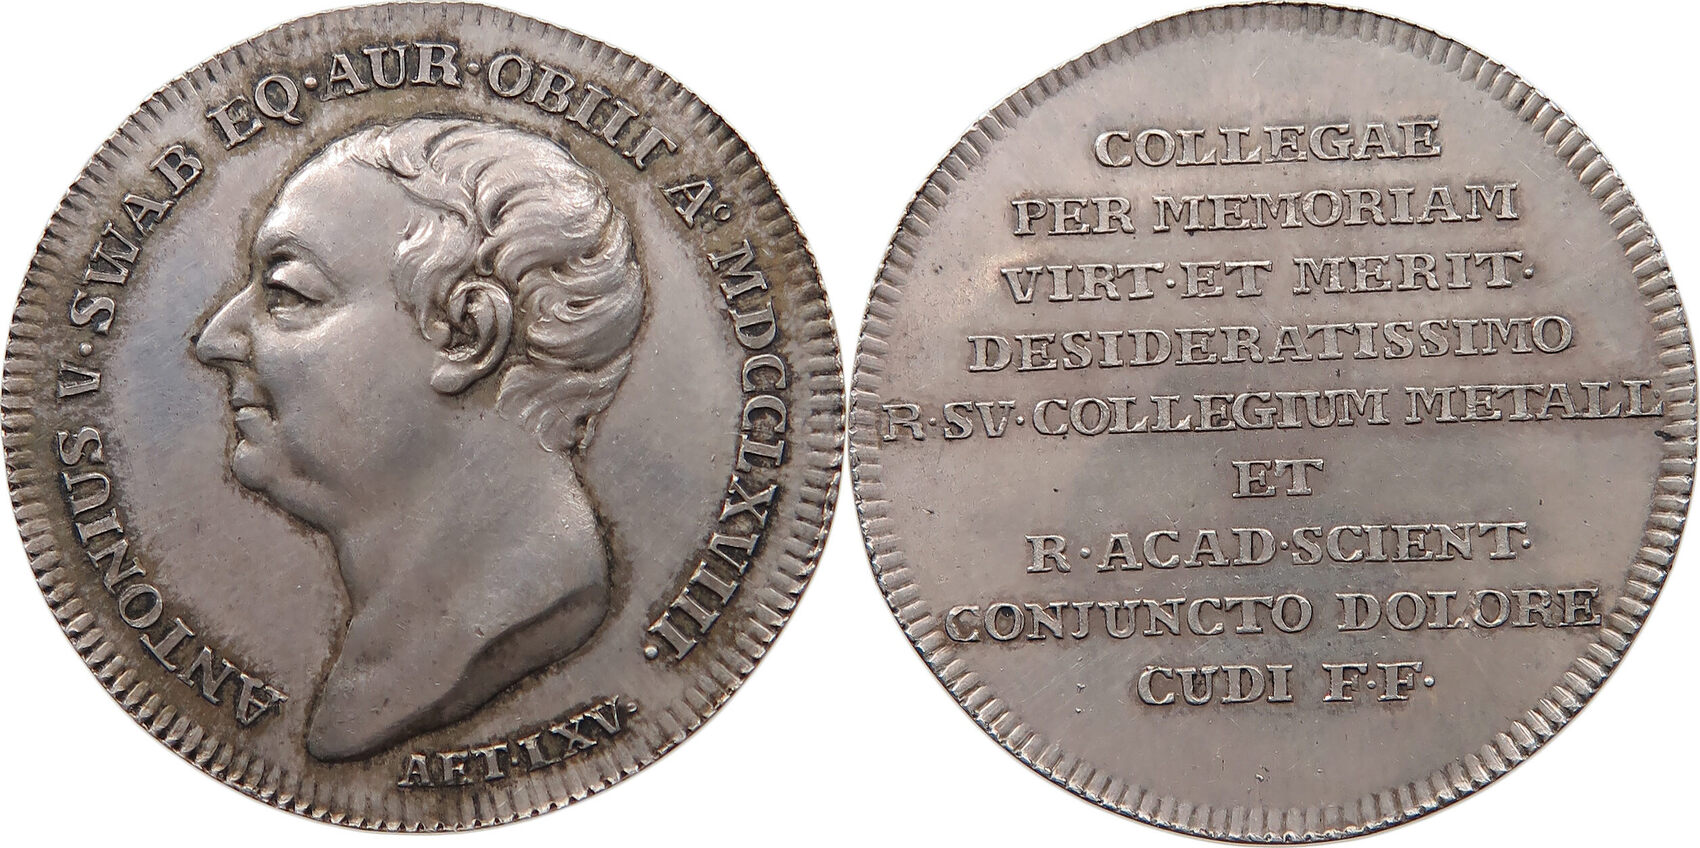 ANTONIUS V·SWAB EQ·AUR·OBIIT A: MDCCLXVIII.
AET·LXV·
COLLEGAE
PER MEMORIAM
VIRT·ET MERIT·
DESIDERATISSIMO
R·SV·COLLEGIUM METALL·
ET
R·ACAD·SCIENT·
CONJUNCTO DOLORE
CUDI F·F·